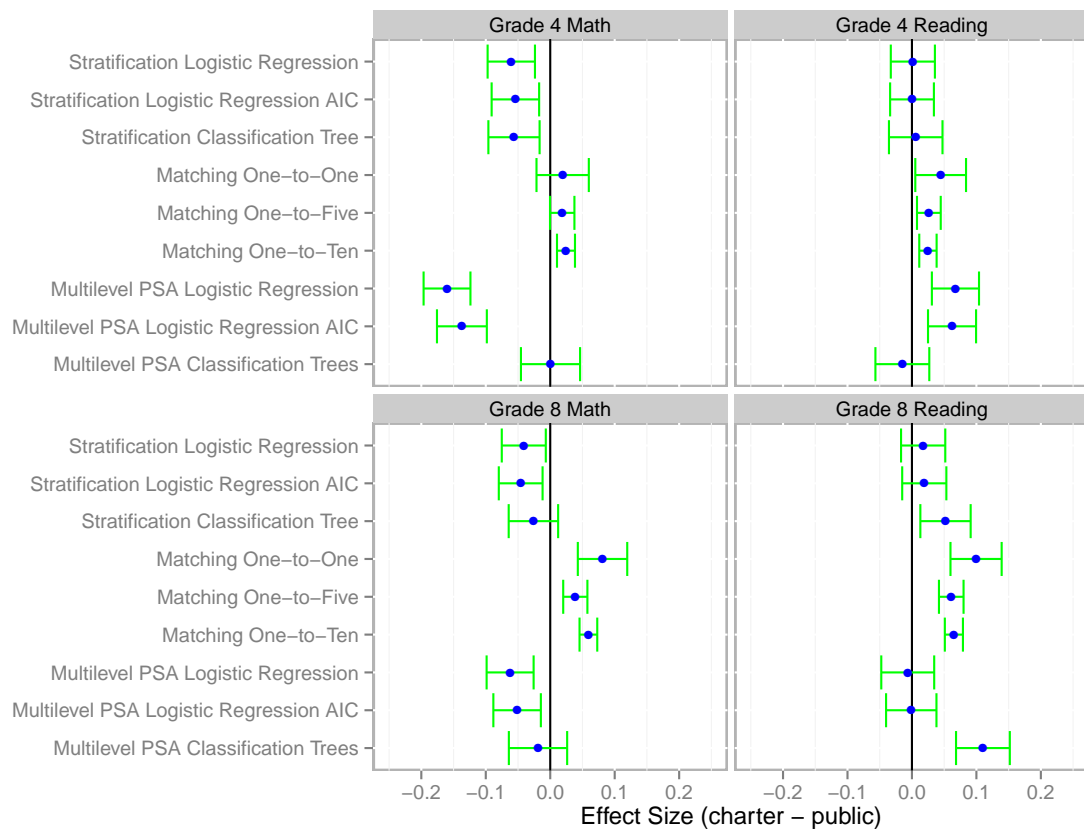 Grade 4 Math
Grade 4 Reading
Stratification Logistic Regression
Stratification Logistic Regression AIC
Stratification Classification Tree
Matching One−to−One
Matching One−to−Five
Matching One−to−Ten
Multilevel PSA Logistic Regression
Multilevel PSA Logistic Regression AIC
Multilevel PSA Classification Trees
Grade 8 Math
Grade 8 Reading
Stratification Logistic Regression
Stratification Logistic Regression AIC
Stratification Classification Tree
Matching One−to−One
Matching One−to−Five
Matching One−to−Ten
Multilevel PSA Logistic Regression
Multilevel PSA Logistic Regression AIC
Multilevel PSA Classification Trees
−0.2 −0.1 0.0 0.1 0.2
−0.2 −0.1 0.0 0.1 0.2
Effect Size (charter − public)